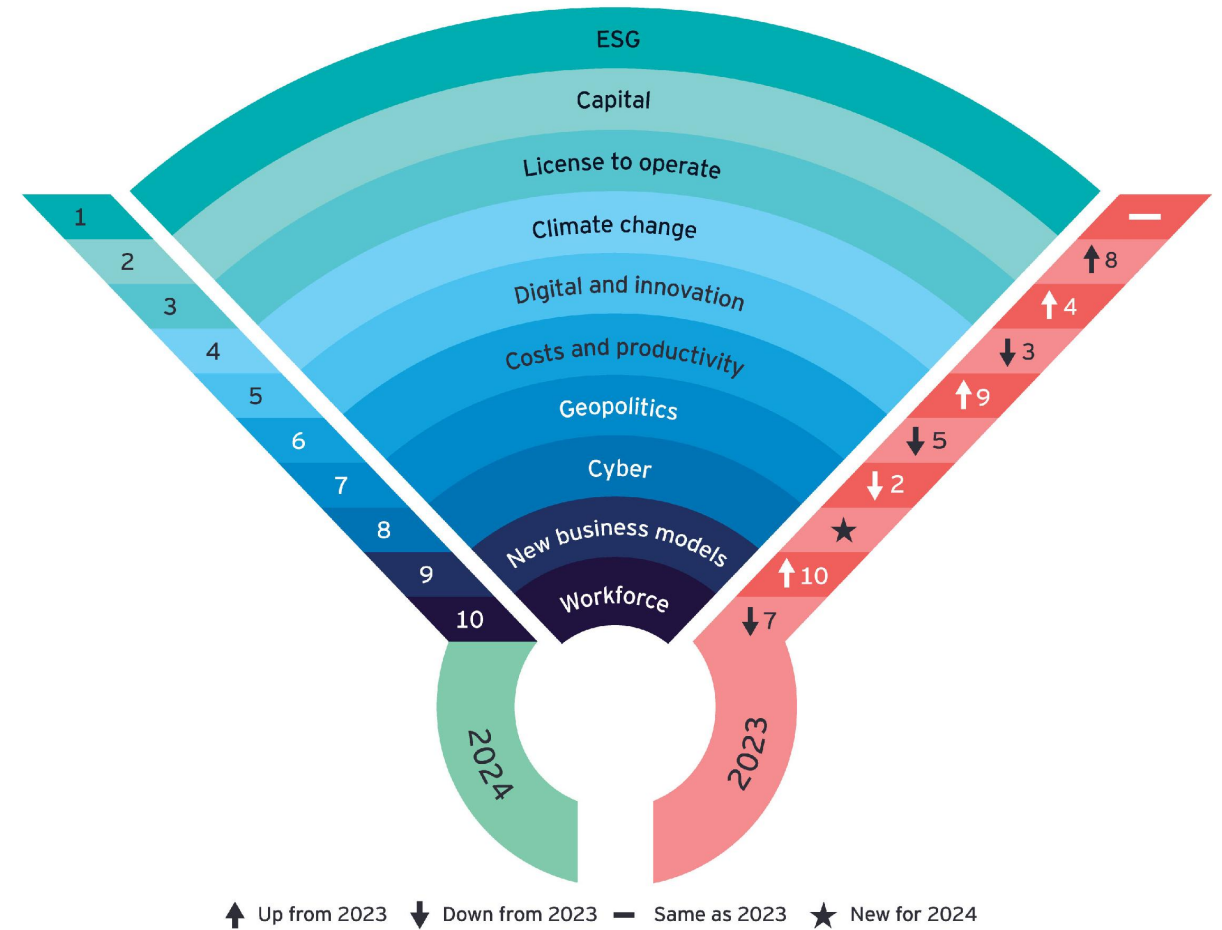 ESG
Capital
License to operate
Climate change
Digital and innovation
Costs and productivity
Geopolitics
Cyber
New business models
Workforce
1
2
3
4
5
6
7
8
9
10
2024
8
4
3
9
5
2
10
7
2023
Up from 2023
Down from 2023
Same as 2023
New for 2024